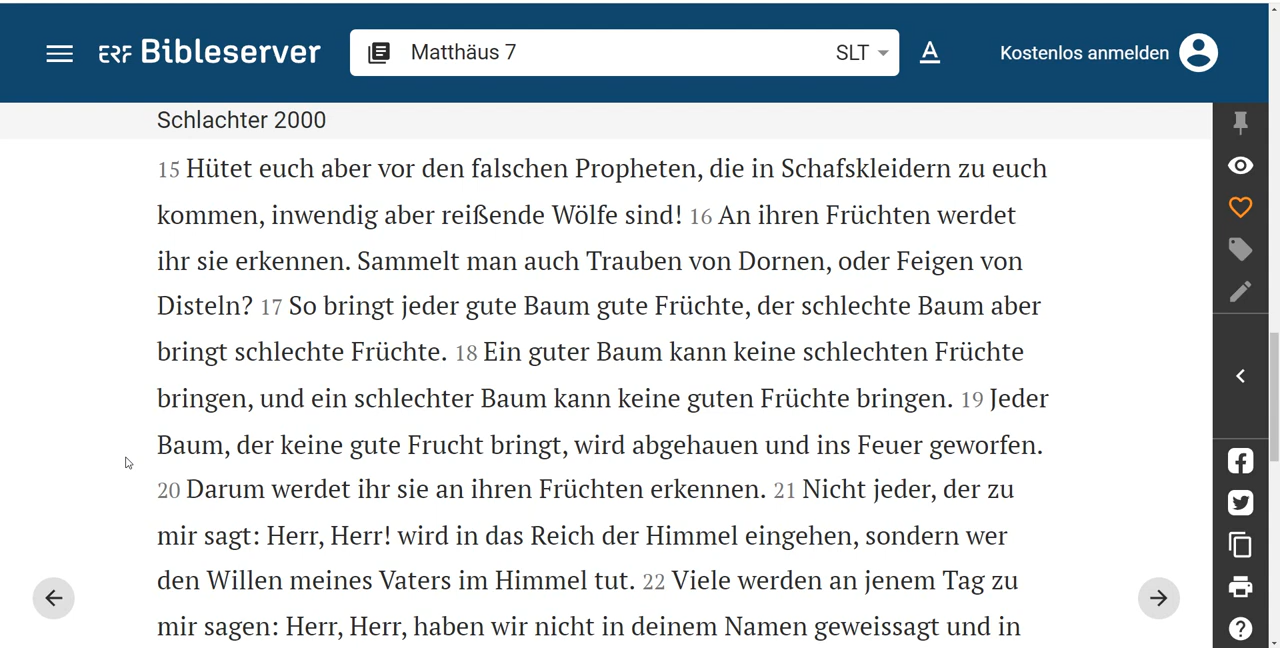 ERF Bibleserver
Matthäus 7
SLT
A
Kostenlos anmelden
Schlachter 2000
15 Hütet euch aber vor den falschen Propheten, die in Schafskleidern zu euch
kommen, inwendig aber reißende Wölfe sind! 16 An ihren Früchten werdet
ihr sie erkennen. Sammelt man auch Trauben von Dornen, oder Feigen von
Disteln? 17 So bringt jeder gute Baum gute Früchte, der schlechte Baum aber
bringt schlechte Früchte. 18 Ein guter Baum kann keine schlechten Früchte
bringen, und ein schlechter Baum kann keine guten Früchte bringen. 19 Jeder
Baum, der keine gute Frucht bringt, wird abgehauen und ins Feuer geworfen.
20 Darum werdet ihr sie an ihren Früchten erkennen. 21 Nicht jeder, der zu
mir sagt: Herr, Herr! wird in das Reich der Himmel eingehen, sondern wer
den Willen meines Vaters im Himmel tut. 22 Viele werden an jenem Tag zu
mir sagen: Herr, Herr, haben wir nicht in deinem Namen geweissagt und in